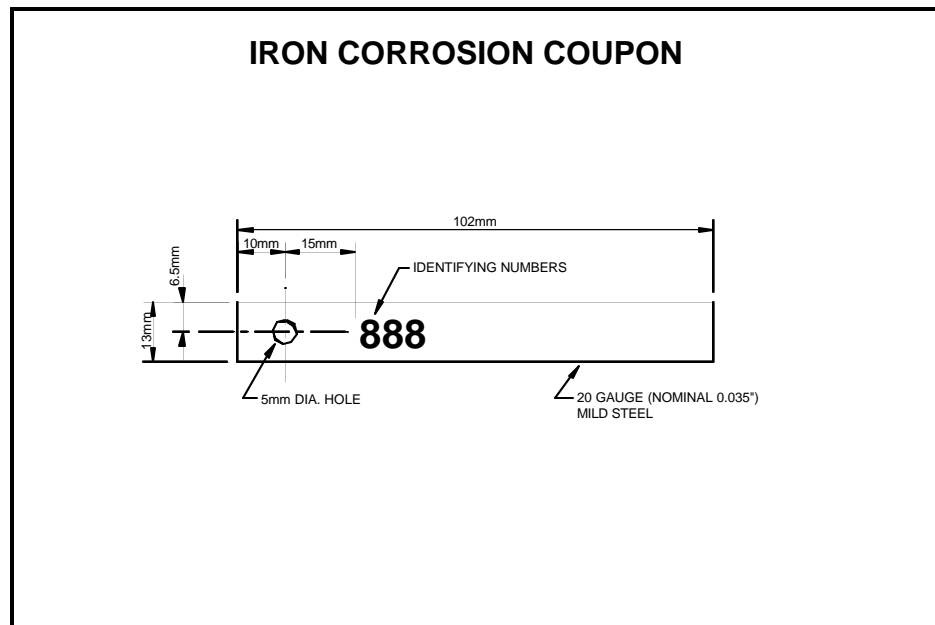 IRON CORROSION COUPON
102mm
10mm
15mm
6.5mm
IDENTIFYING NUMBERS
13mm
888
5mm DIA. HOLE
20 GAUGE (NOMINAL 0.035")
MILD STEEL